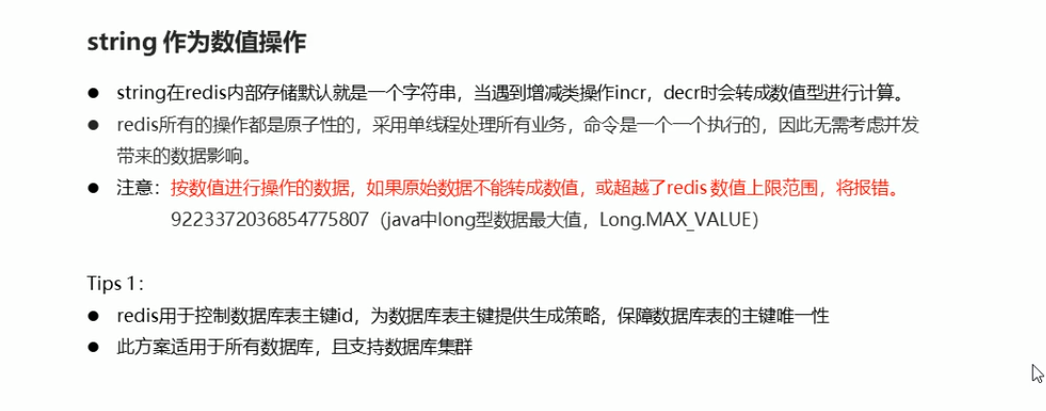 string 作为数值操作
● string在redis内部存储默认就是一个字符串，当遇到增减类操作incr，decr时会转成数值型进行计算。
● redis所有的操作都是原子性的，采用单线程处理所有业务，命令是一个一个执行的，因此无需考虑并发
带来的数据影响。
● 注意：按数值进行操作的数据，如果原始数据不能转成数值，或超越了redis 数值上限范围，将报错。
9223372036854775807（java中long型数据最大值，Long.MAX_VALUE）
Tips 1：
● redis用于控制数据库表主键id，为数据库表主键提供生成策略，保障数据库表的主键唯一性
● 此方案适用于所有数据库，且支持数据库集群